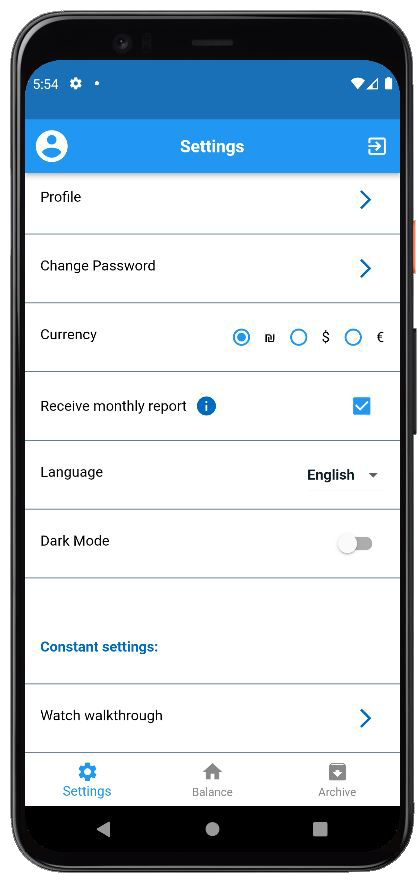 5:54
Settings
Profile
Change Password
Currency ₪ $ €
Receive monthly report
Language English
Dark Mode
Constant settings:
Watch walkthrough
Settings Balance Archive